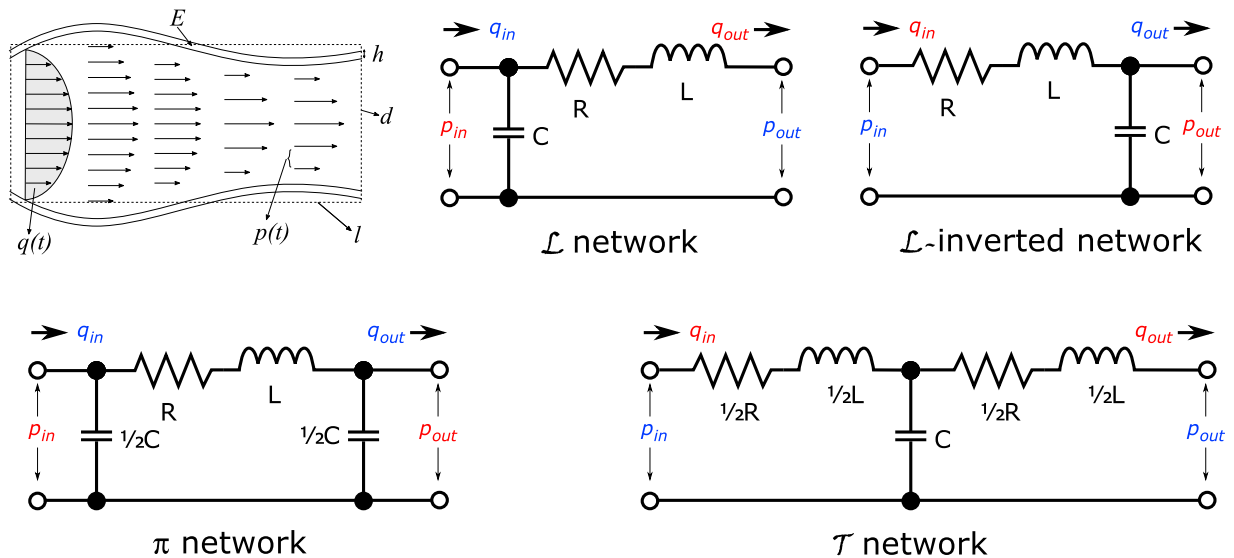 E
h
d
q(t)
p(t)
l
q_in
q_out
R
L
p_in
C
p_out
ℒ network
q_in
q_out
R
L
p_in
C
p_out
ℒ-inverted network
q_in
q_out
R
L
p_in
½C
½C
p_out
π network
q_in
q_out
½R
½L
½R
½L
p_in
C
p_out
𝒯 network